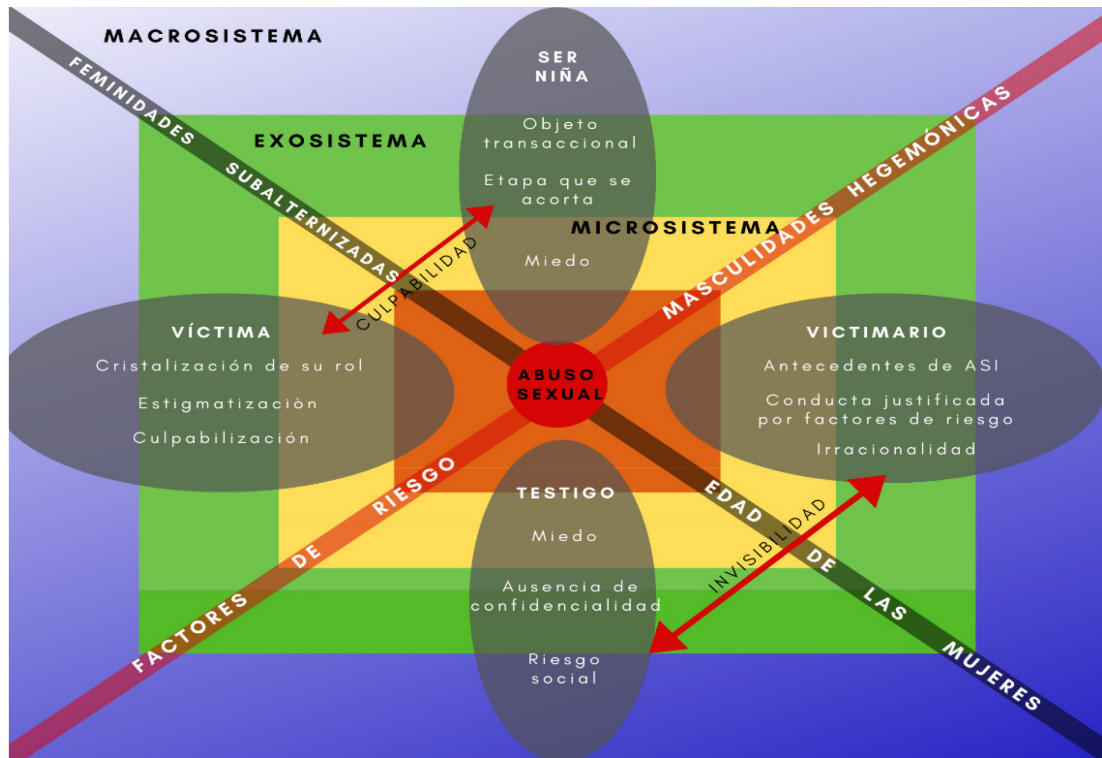 MACROSISTEMA
SER
NIÑA
Objeto
transaccional
Etapa que se
acorta
Miedo
EXOSISTEMA
MICROSISTEMA
FEMINIDADES SUBALTERNIZADAS
MASCULIDADES HEGEMÓNICAS
CULPABILIDAD
VÍCTIMA
Cristalización de su rol
Estigmatizaciòn
Culpabilización
ABUSO
SEXUAL
VICTIMARIO
Antecedentes de ASI
Conducta justificada
por factores de riesgo
Irracionalidad
TESTIGO
Miedo
Ausencia de
confidencialidad
Riesgo
social
INVISIBILIDAD
FACTORES DE RIESGO
EDAD DE LAS MUJERES